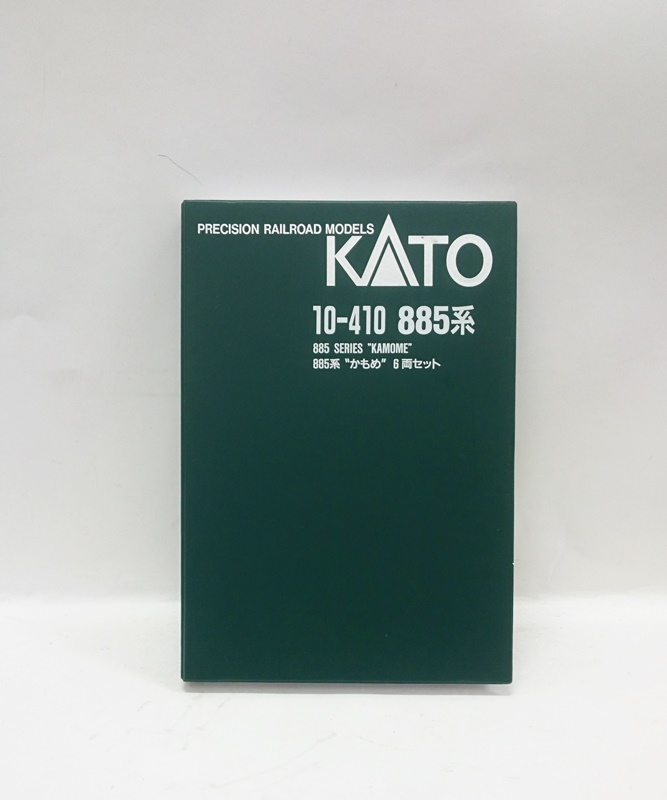 PRECISION RAILROAD MODELS
KATO
10-410 885系
885 SERIES "KAMOME"
885系 “かもめ” 6両セット